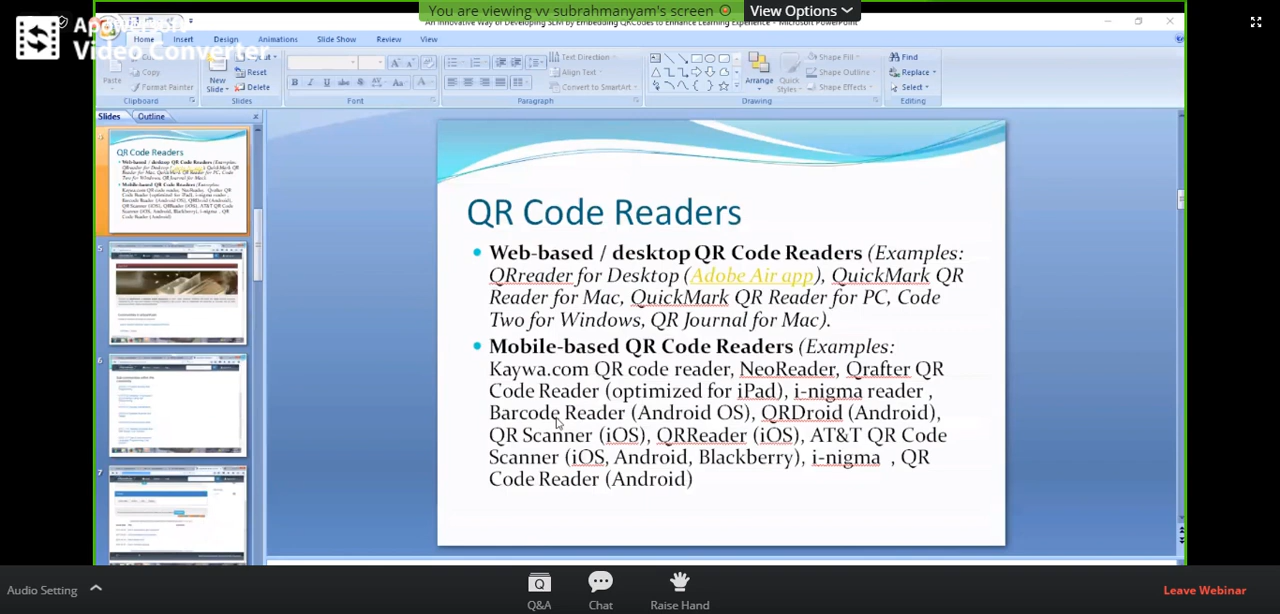 You are viewing vv subrahmanyam's screen
View Options
An Innovative Way of Developing SLM by Embedding QRCodes to Enhance Learning Experience - Microsoft PowerPoint
Video Converter
Home Insert Design Animations Slide Show Review View
Cut
Copy
Format Painter
Paste
Clipboard
New
Slide
Reset
Delete
Slides
Font
Text Direction
Align Text
Convert to SmartArt
Paragraph
Arrange
Quick
Styles
Shape Fill
Shape Outline
Shape Effects
Drawing
Find
Replace
Select
Editing
Slides Outline
QR Code Readers
5
6
7
QR Code Readers
• Web-based / desktop QR Code Readers (Examples:
QRreader for Desktop (Adobe Air app), QuickMark QR
Reader for Mac, QuickMark QR Reader for PC, Code
Two for Windows, QR Journal for Mac).
• Mobile-based QR Code Readers (Examples:
Kaywa.com QR code reader, NeoReader, Qrafter QR
Code Reader (optimized for iPad), i-nigma reader ,
Barcode Reader (Android OS), QRDroid (Android),
QR Scanner (iOS), QRReader (iOS), AT&T QR Code
Scanner (iOS, Android, Blackberry), i-nigma , QR
Code Reader (Android)
Audio Setting
Q&A
Chat
Raise Hand
Leave Webinar